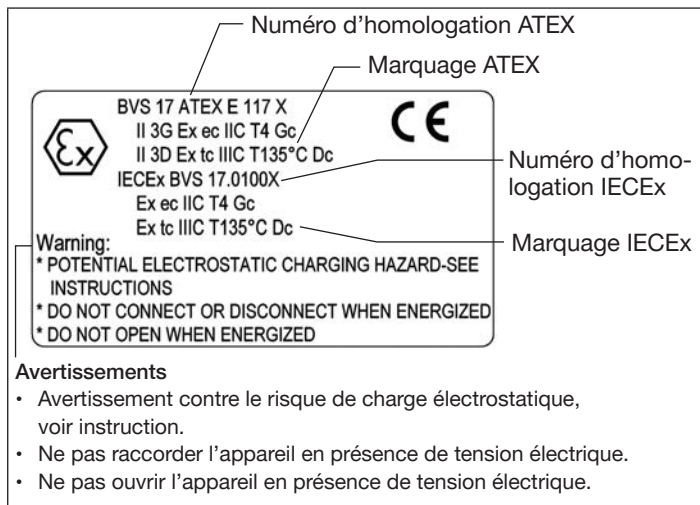 Numéro d'homologation ATEX
Marquage ATEX
BVS 17 ATEX E 117 X
II 3G Ex ec IIC T4 Gc
II 3D Ex tc IIIC T135°C Dc
IECEx BVS 17.0100X
Ex ec IIC T4 Gc
Ex tc IIIC T135°C Dc
Ex
CE
Numéro d'homo-
logation IECEx
Marquage IECEx
Warning:
* POTENTIAL ELECTROSTATIC CHARGING HAZARD-SEE
INSTRUCTIONS
* DO NOT CONNECT OR DISCONNECT WHEN ENERGIZED
* DO NOT OPEN WHEN ENERGIZED
Avertissements
• Avertissement contre le risque de charge électrostatique,
voir instruction.
• Ne pas raccorder l'appareil en présence de tension électrique.
• Ne pas ouvrir l'appareil en présence de tension électrique.